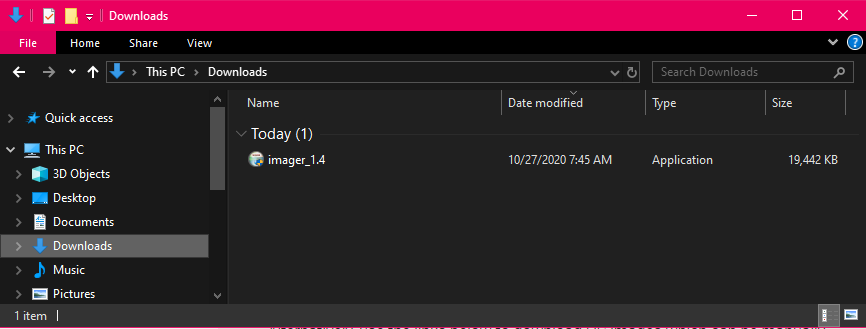 Downloads
File Home Share View
This PC Downloads Search Downloads
Name Date modified Type Size
Quick access
Today (1)
This PC
imager_1.4 10/27/2020 7:45 AM Application 19,442 KB
3D Objects
Desktop
Documents
Downloads
Music
Pictures
1 item